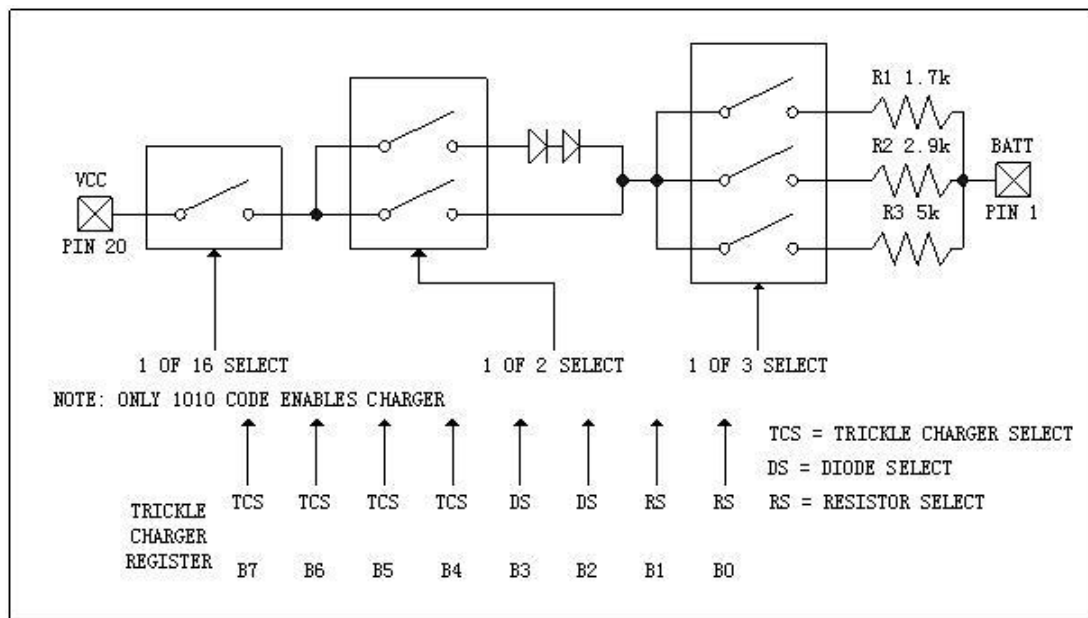 R1 1.7k
R2 2.9k
BATT
VCC
R3 5k
PIN 1
PIN 20
1 OF 16 SELECT
1 OF 2 SELECT
1 OF 3 SELECT
NOTE: ONLY 1010 CODE ENABLES CHARGER
TCS = TRICKLE CHARGER SELECT
DS = DIODE SELECT
RS = RESISTOR SELECT
TRICKLE CHARGER REGISTER
TCS TCS TCS TCS DS DS RS RS
B7 B6 B5 B4 B3 B2 B1 B0